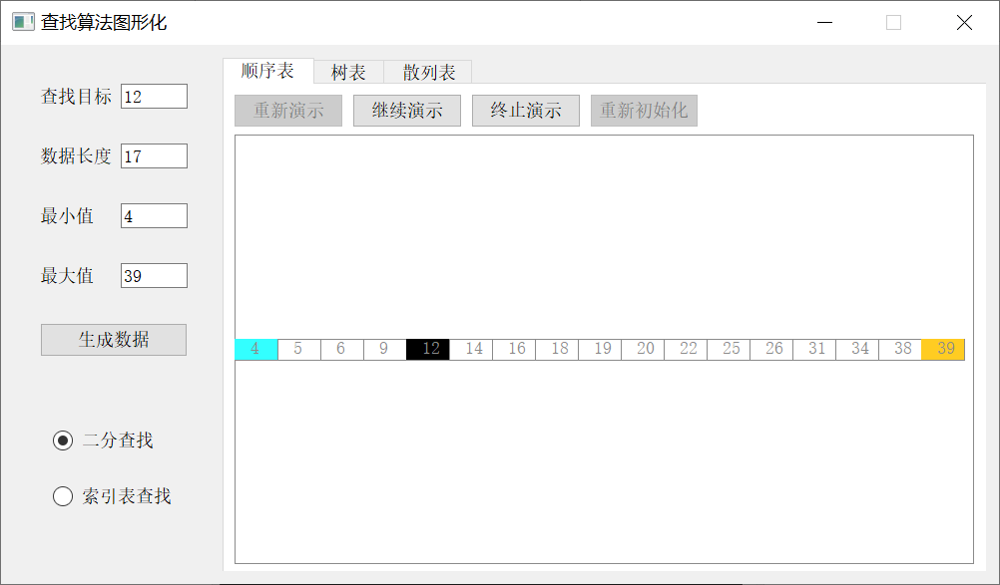 查找算法图形化
查找目标 12
数据长度 17
最小值 4
最大值 39
生成数据
二分查找
索引表查找
顺序表 树表 散列表
重新演示 继续演示 终止演示 重新初始化
4 5 6 9 12 14 16 18 19 20 22 25 26 31 34 38 39